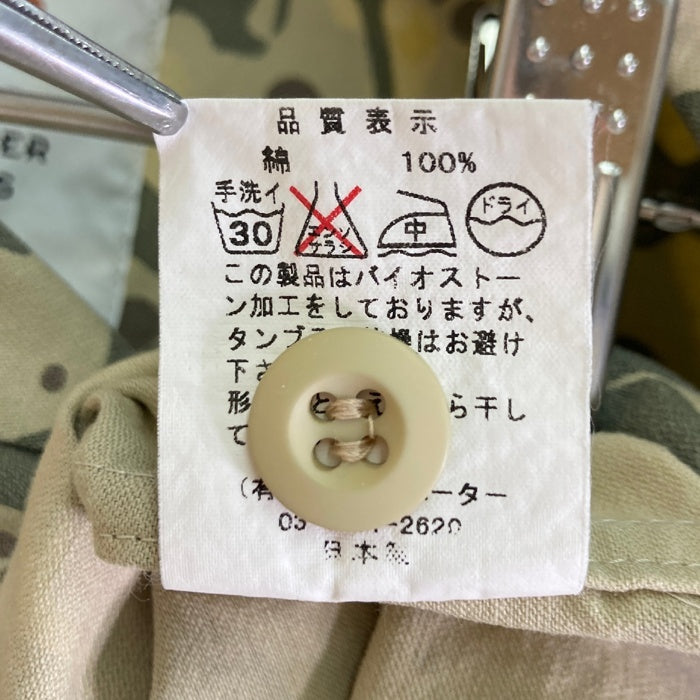 ER
S
品質表示
綿 100%
手洗イ
30
エンソ
サラシ
中
ドライ
この製品はバイオストー
ン加工をしておりますが、
タンブ はお避け
下さ
形 と え ら干し
て
(有 ーター
03 -2620
日本製